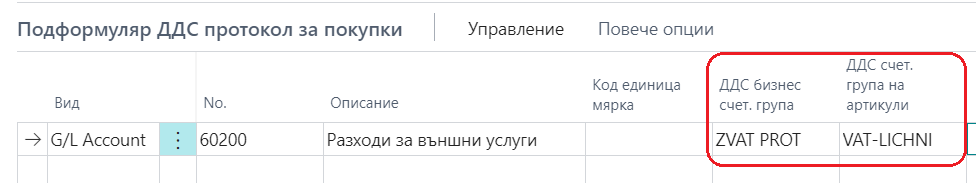 Подформуляр ДДС протокол за покупки
Управление
Повече опции
Вид
No.
Описание
Код единица
мярка
ДДС бизнес
счет. група
ДДС счет.
група на
артикули
G/L Account
60200
Разходи за външни услуги
ZVAT PROT
VAT-LICHNI